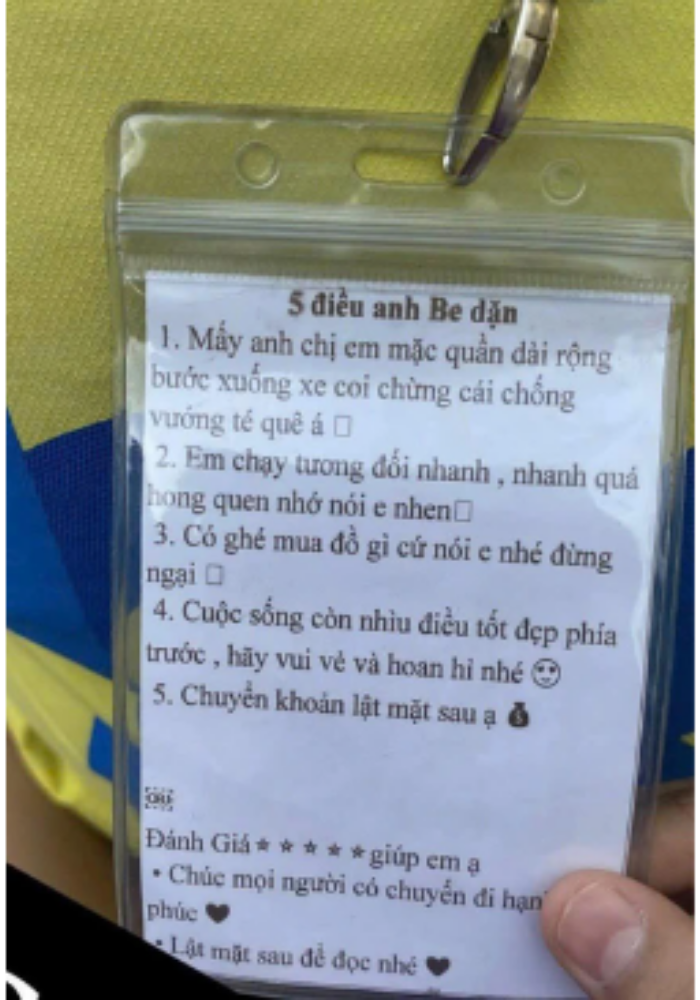 5 điều anh Be dặn
1. Mấy anh chị em mặc quần dài rộng
bước xuống xe coi chừng cái chống
vướng té quê á □
2. Em chạy tương đối nhanh , nhanh quá
hong quen nhớ nói e nhen□
3. Có ghé mua đồ gì cứ nói e nhé đừng
ngại □
4. Cuộc sống còn nhìu điều tốt đẹp phía
trước , hãy vui vẻ và hoan hỉ nhé 😍
5. Chuyển khoản lật mặt sau ạ 💰
OBJ
Đánh Giá★ ★ ★ ★ ★giúp em ạ
• Chúc mọi người có chuyến đi hạn
phúc ♥
• Lật mặt sau để đọc nhé ♥